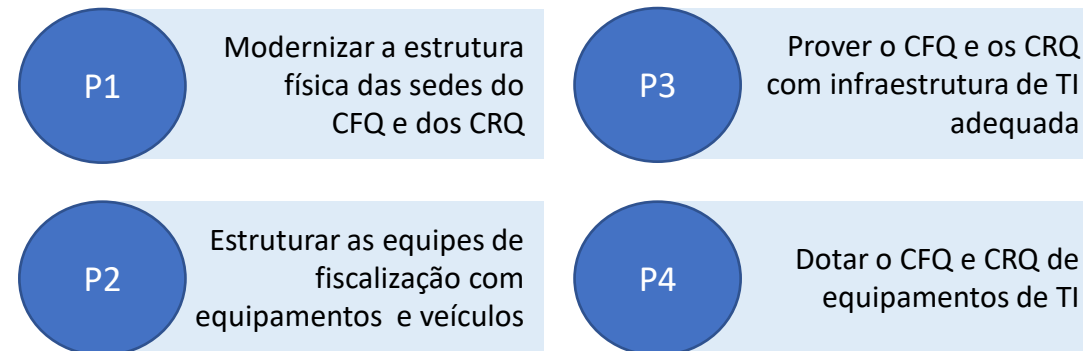 P1
Modernizar a estrutura
física das sedes do
CFQ e dos CRQ
P2
Estruturar as equipes de
fiscalização com
equipamentos e veículos
P3
Prover o CFQ e os CRQ
com infraestrutura de TI
adequada
P4
Dotar o CFQ e CRQ de
equipamentos de TI